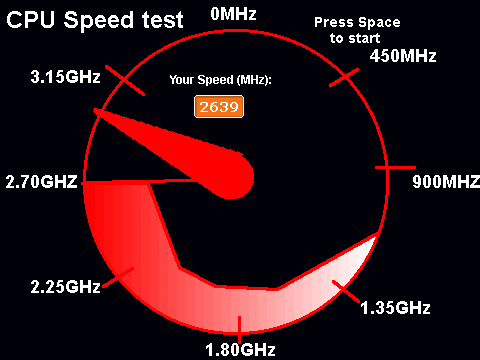 CPU Speed test
0MHz
Press Space
to start
450MHz
3.15GHz
Your Speed (MHz):
2639
2.70GHZ
900MHZ
2.25GHz
1.35GHz
1.80GHz